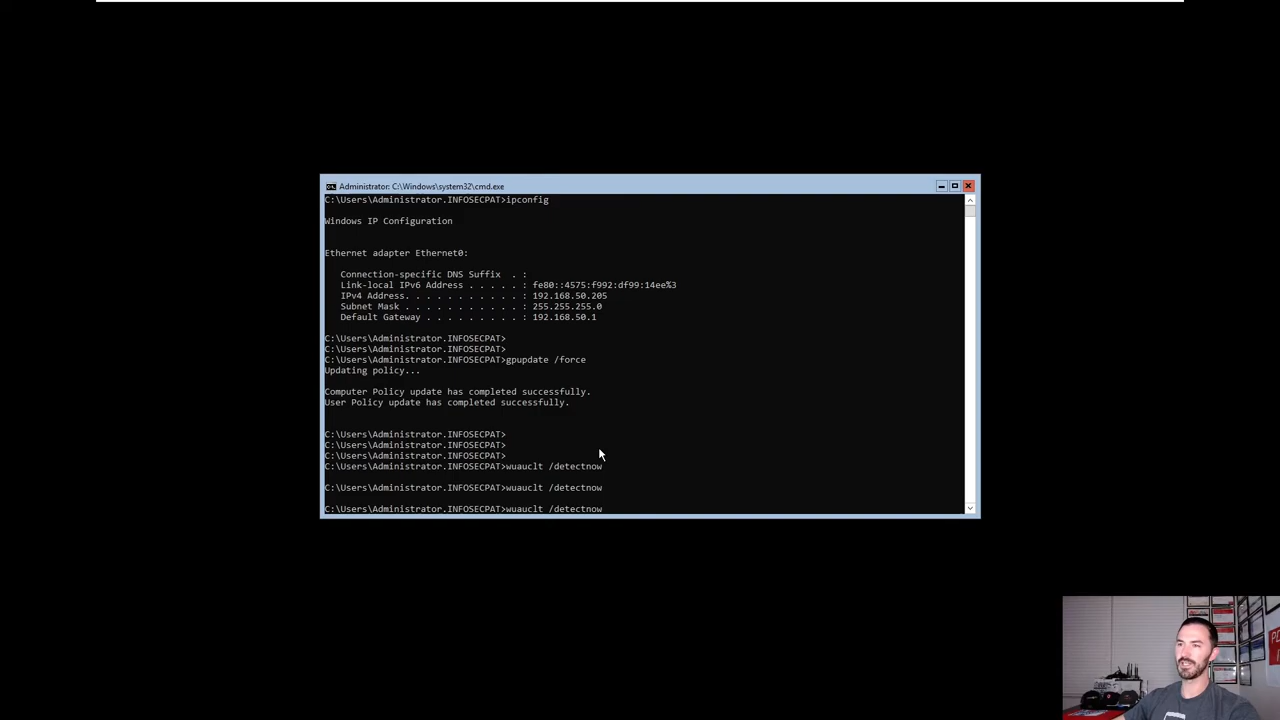 Administrator: C:\Windows\system32\cmd.exe
C:\Users\Administrator.INFOSECPAT>ipconfig
Windows IP Configuration
Ethernet adapter Ethernet0:
Connection-specific DNS Suffix . :
Link-local IPv6 Address . . . . . : fe80::4575:f992:df99:14ee%3
IPv4 Address. . . . . . . . . . . : 192.168.50.205
Subnet Mask . . . . . . . . . . . : 255.255.255.0
Default Gateway . . . . . . . . . : 192.168.50.1
C:\Users\Administrator.INFOSECPAT>
C:\Users\Administrator.INFOSECPAT>
C:\Users\Administrator.INFOSECPAT>gpupdate /force
Updating policy...
Computer Policy update has completed successfully.
User Policy update has completed successfully.
C:\Users\Administrator.INFOSECPAT>
C:\Users\Administrator.INFOSECPAT>
C:\Users\Administrator.INFOSECPAT>
C:\Users\Administrator.INFOSECPAT>wuauclt /detectnow
C:\Users\Administrator.INFOSECPAT>wuauclt /detectnow
C:\Users\Administrator.INFOSECPAT>wuauclt /detectnow